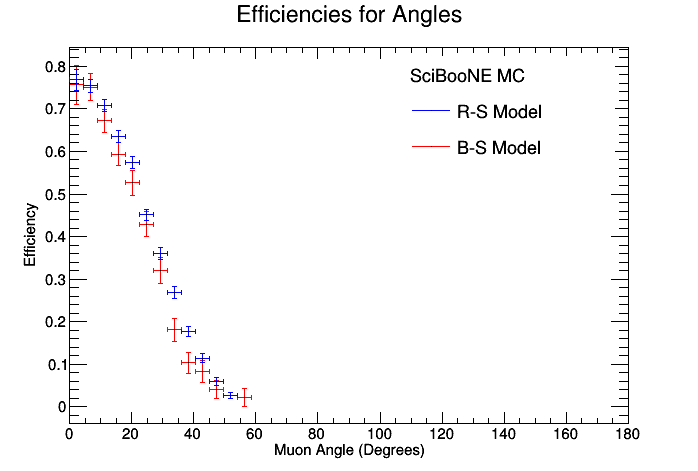 Efficiencies for Angles
SciBooNE MC
R-S Model
B-S Model
Efficiency
0.8
0.7
0.6
0.5
0.4
0.3
0.2
0.1
0
0 20 40 60 80 100 120 140 160 180
Muon Angle (Degrees)